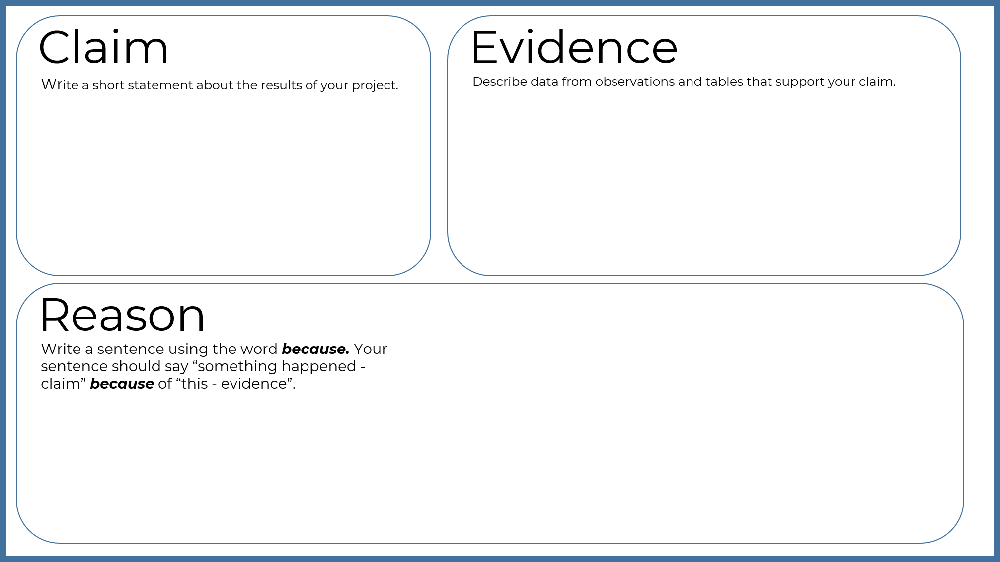 Claim
Write a short statement about the results of your project.
Evidence
Describe data from observations and tables that support your claim.
Reason
Write a sentence using the word because. Your
sentence should say “something happened -
claim” because of “this - evidence”.